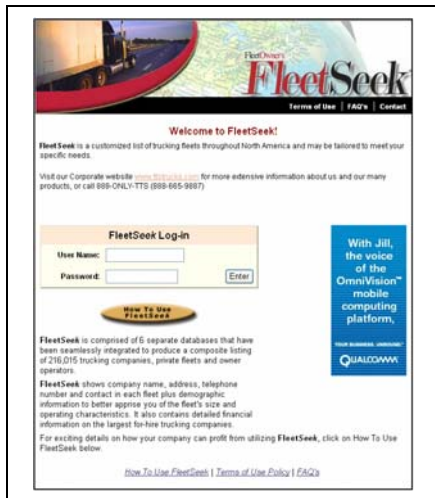 FleetOwner's
FleetSeek
Terms of Use | FAQ's | Contact
Welcome to FleetSeek!
FleetSeek is a customized list of trucking fleets throughout North America and may be tailored to meet your
specific needs.
Visit our Corporate website www.ttstrucks.com for more extensive information about us and our many
products, or call 888-ONLY-TTS (888-665-9887)
FleetSeek Log-in
User Name:
Password:
Enter
How To Use
FleetSeek
With Jill,
the voice
of the
OmniVision™
mobile
computing
platform,
YOUR BUSINESS. UNBOUND.™
QUALCOMM
FleetSeek is comprised of 6 separate databases that have
been seamlessly integrated to produce a composite listing
of 216,015 trucking companies, private fleets and owner
operators.
FleetSeek shows company name, address, telephone
number and contact in each fleet plus demographic
information to better apprise you of the fleet's size and
operating characteristics. It also contains detailed financial
information on the largest for-hire trucking companies.
For exciting details on how your company can profit from utilizing FleetSeek, click on How To Use
FleetSeek below.
How To Use FleetSeek | Terms of Use Policy | FAQ's